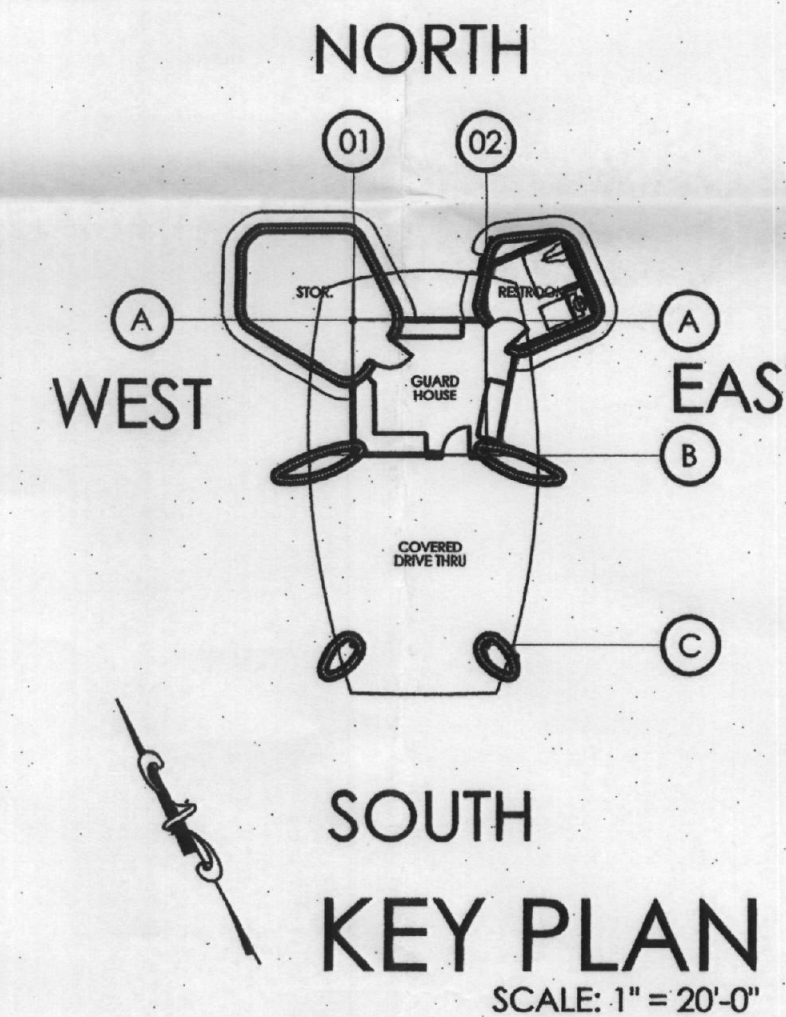 NORTH
01 02
STOR. RESTROOM
A A
WEST GUARD EAS
HOUSE
B
COVERED
DRIVE THRU
C
SOUTH
KEY PLAN
SCALE: 1" = 20'-0"